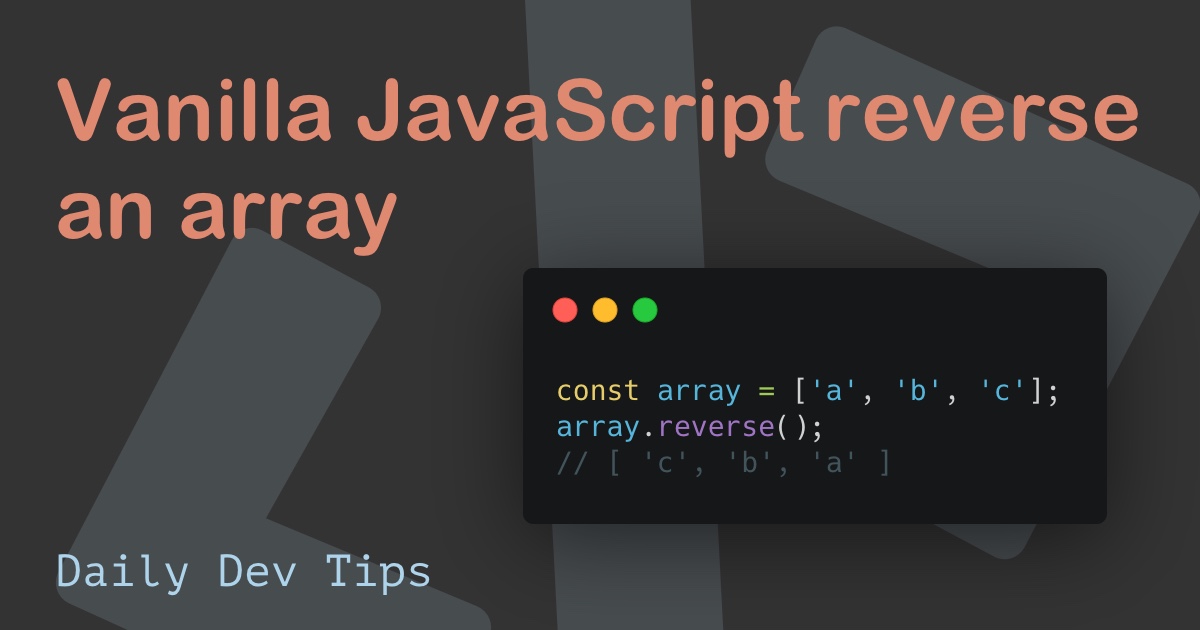 Vanilla JavaScript reverse
an array
const array = ['a', 'b', 'c'];
array.reverse();
// [ 'c', 'b', 'a' ]
Daily Dev Tips